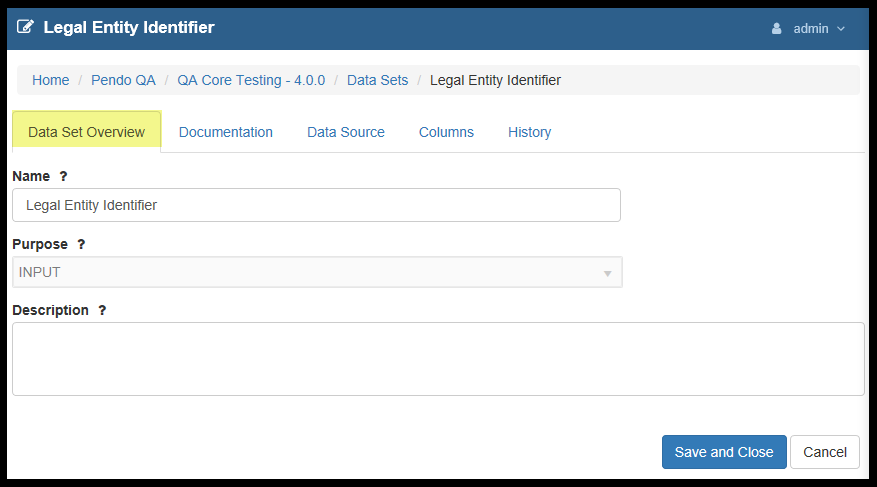 Legal Entity Identifier admin
Home / Pendo QA / QA Core Testing - 4.0.0 / Data Sets / Legal Entity Identifier
Data Set Overview Documentation Data Source Columns History
Name ?
Legal Entity Identifier
Purpose ?
INPUT
Description ?
Save and Close Cancel